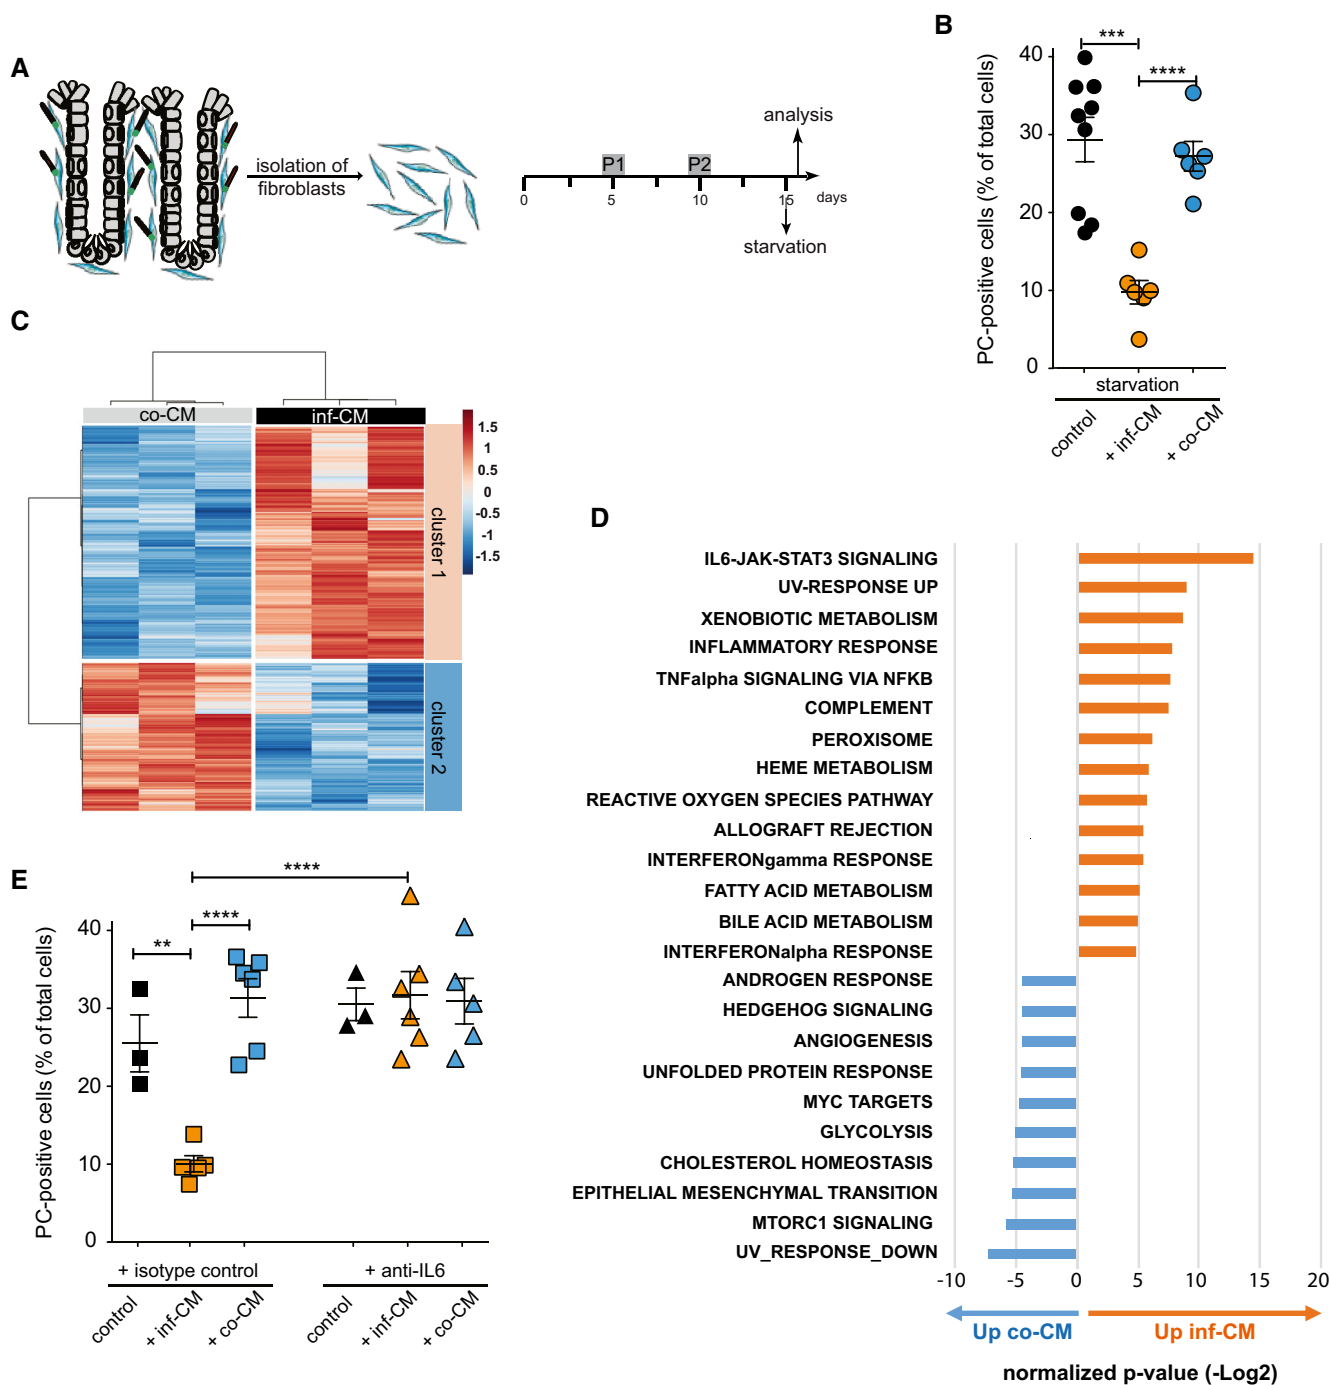 A
isolation of
fibroblasts
P1
P2
analysis
0
5
10
15
days
starvation
B
PC-positive cells (% of total cells)
40
30
20
10
0
***
****
starvation
control
+ inf-CM
+ co-CM
C
co-CM
inf-CM
cluster 1
cluster 2
1.5
1
0.5
0
-0.5
-1
-1.5
D
IL6-JAK-STAT3 SIGNALING
UV-RESPONSE UP
XENOBIOTIC METABOLISM
INFLAMMATORY RESPONSE
TNFalpha SIGNALING VIA NFKB
COMPLEMENT
PEROXISOME
HEME METABOLISM
REACTIVE OXYGEN SPECIES PATHWAY
ALLOGRAFT REJECTION
INTERFERONgamma RESPONSE
FATTY ACID METABOLISM
BILE ACID METABOLISM
INTERFERONalpha RESPONSE
ANDROGEN RESPONSE
HEDGEHOG SIGNALING
ANGIOGENESIS
UNFOLDED PROTEIN RESPONSE
MYC TARGETS
GLYCOLYSIS
CHOLESTEROL HOMEOSTASIS
EPITHELIAL MESENCHYMAL TRANSITION
MTORC1 SIGNALING
UV_RESPONSE_DOWN
-10 -5 0 5 10 15 20
Up co-CM
Up inf-CM
normalized p-value (-Log2)
E
PC-positive cells (% of total cells)
40
30
20
10
0
**
****
****
+ isotype control
+ anti-IL6
control
+ inf-CM
+ co-CM
control
+ inf-CM
+ co-CM